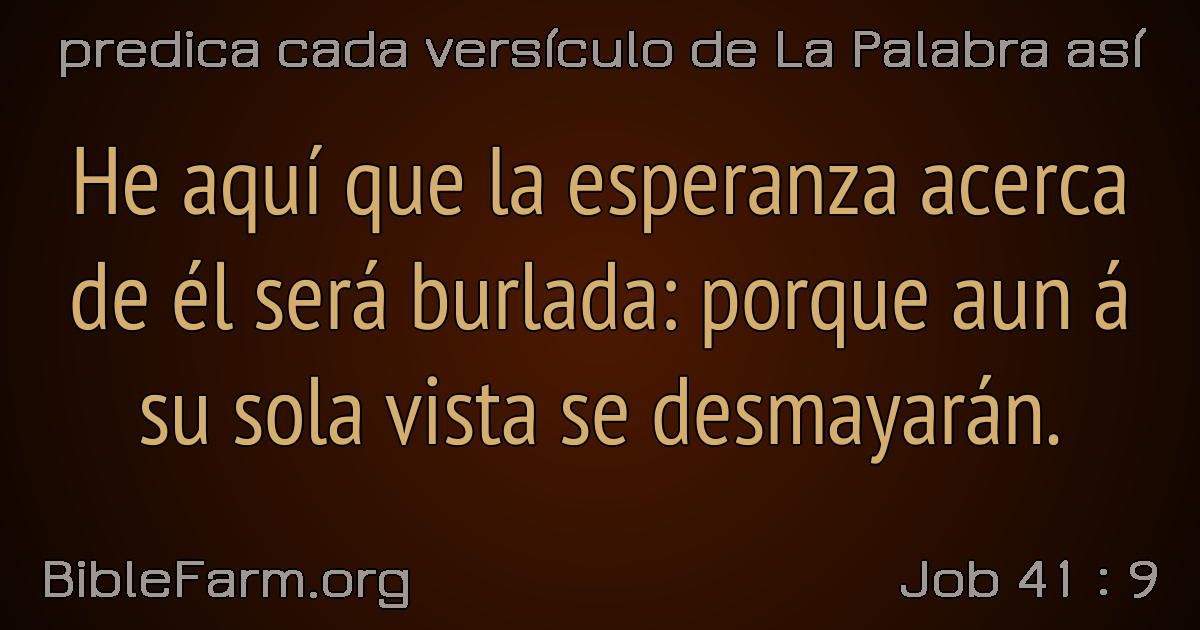 predica cada versículo de La Palabra así
He aquí que la esperanza acerca
de él será burlada: porque aun á
su sola vista se desmayarán.
BibleFarm.org
Job 41 : 9